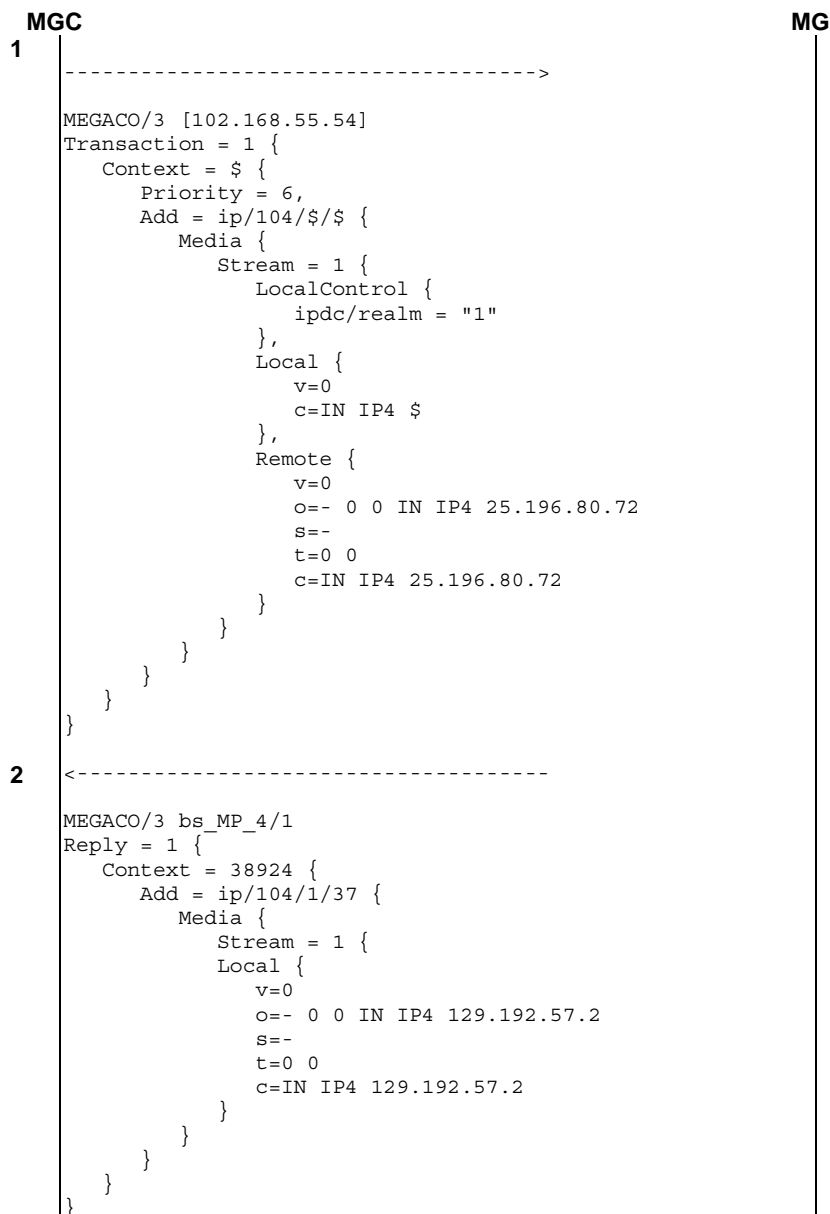 MGC MG
1
------------------------------------->
MEGACO/3 [102.168.55.54]
Transaction = 1 {
   Context = $ {
      Priority = 6,
      Add = ip/104/$/$ {
         Media {
            Stream = 1 {
               LocalControl {
                  ipdc/realm = "1"
               },
               Local {
                  v=0
                  c=IN IP4 $
               },
               Remote {
                  v=0
                  o=- 0 0 IN IP4 25.196.80.72
                  s=-
                  t=0 0
                  c=IN IP4 25.196.80.72
               }
            }
         }
      }
   }
}
2 <-------------------------------------
MEGACO/3 bs_MP_4/1
Reply = 1 {
   Context = 38924 {
      Add = ip/104/1/37 {
         Media {
            Stream = 1 {
            Local {
               v=0
               o=- 0 0 IN IP4 129.192.57.2
               s=-
               t=0 0
               c=IN IP4 129.192.57.2
            }
         }
      }
   }
}